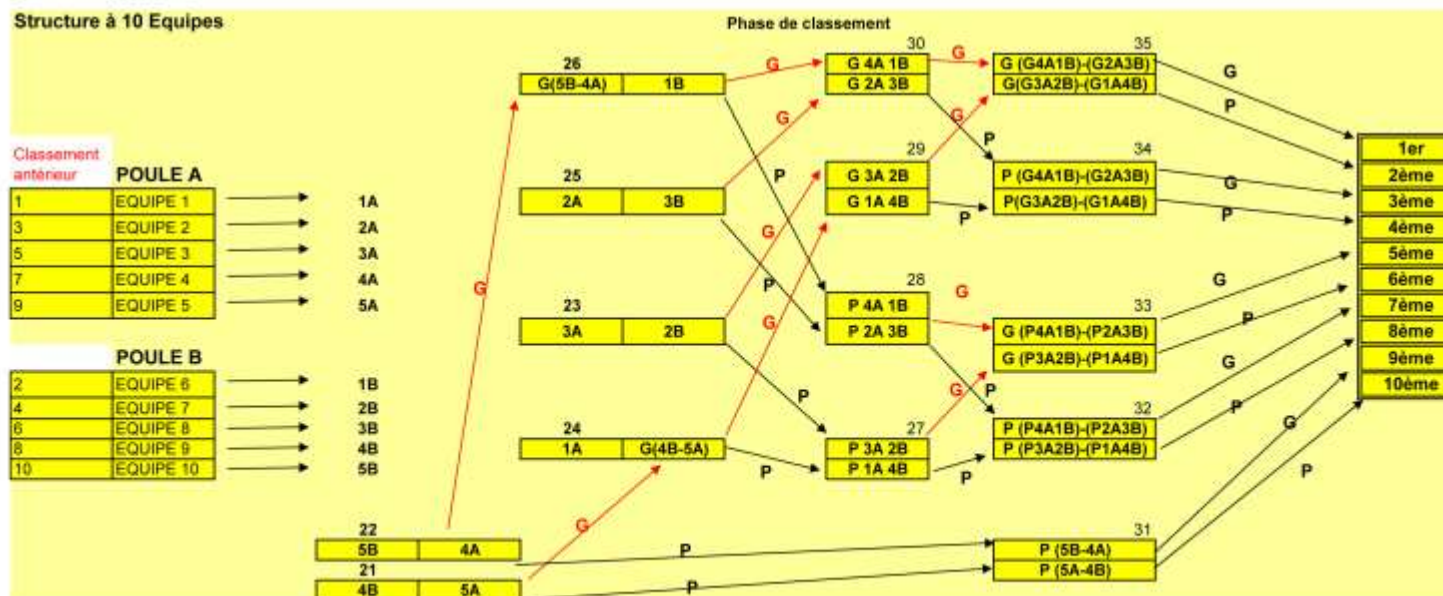 Structure à 10 Equipes
Phase de classement
Classement
antérieur
POULE A
1 EQUIPE 1 1A
3 EQUIPE 2 2A
5 EQUIPE 3 3A
7 EQUIPE 4 4A
9 EQUIPE 5 5A
POULE B
2 EQUIPE 6 1B
4 EQUIPE 7 2B
6 EQUIPE 8 3B
8 EQUIPE 9 4B
10 EQUIPE 10 5B
22
5B 4A
21
4B 5A
G
G
P
P
26
G(5B-4A) 1B
25
2A 3B
23
3A 2B
24
1A G(4B-5A)
G
G
P
G
P
G
P
P
30
G 4A 1B
G 2A 3B
29
G 3A 2B
G 1A 4B
28
P 4A 1B
P 2A 3B
27
P 3A 2B
P 1A 4B
G
G
P
P
G
G
P
P
35
G (G4A1B)-(G2A3B)
G(G3A2B)-(G1A4B)
34
P (G4A1B)-(G2A3B)
P(G3A2B)-(G1A4B)
33
G (P4A1B)-(P2A3B)
G (P3A2B)-(P1A4B)
32
P (P4A1B)-(P2A3B)
P (P3A2B)-(P1A4B)
31
P (5B-4A)
P (5A-4B)
G
P
G
P
G
P
G
P
G
P
1er
2ème
3ème
4ème
5ème
6ème
7ème
8ème
9ème
10ème